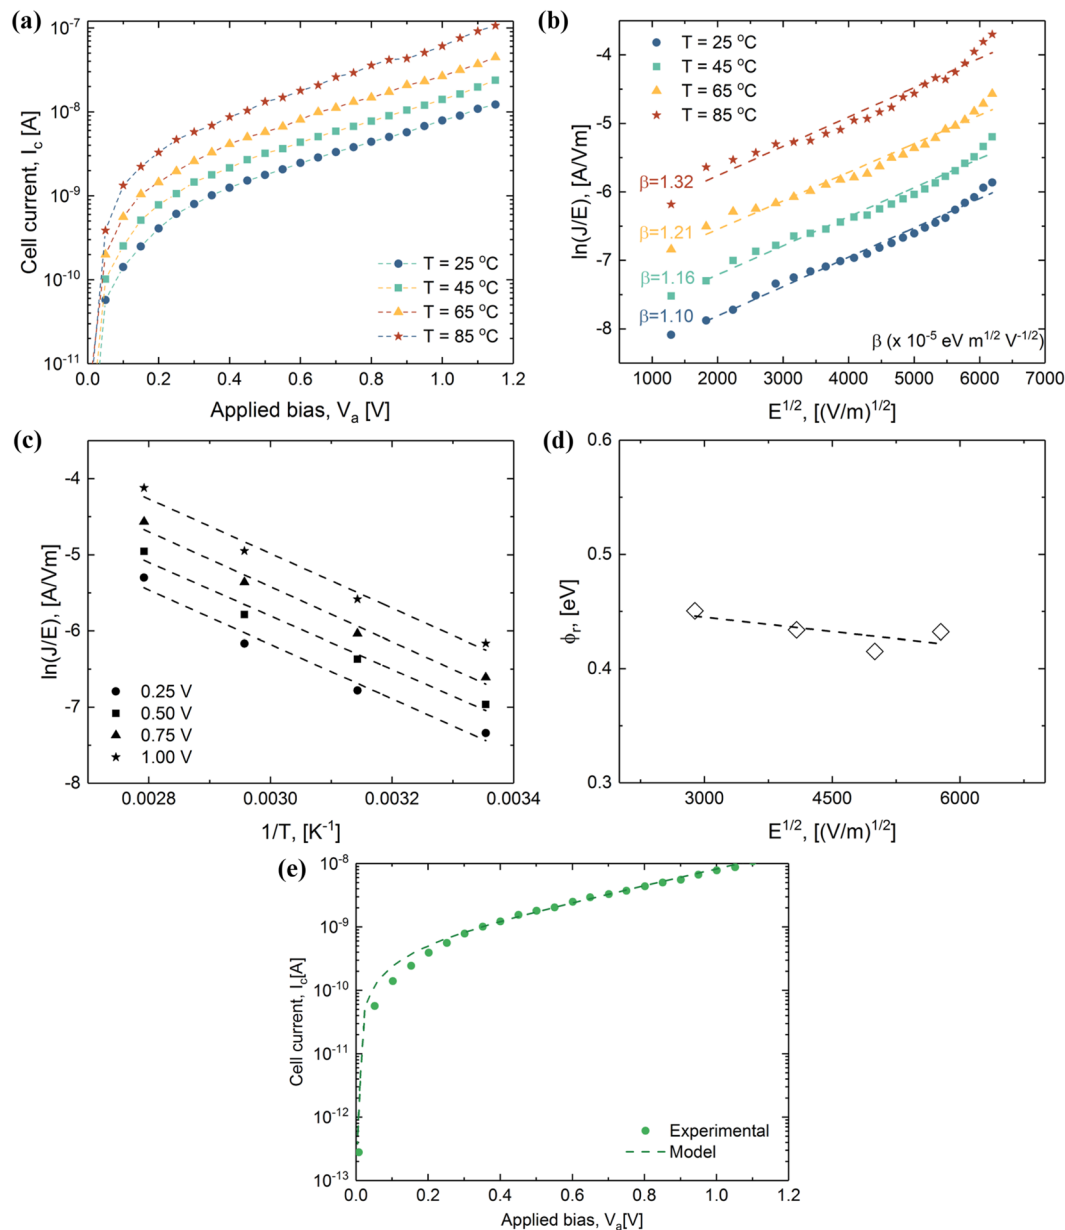 (a)
10⁻⁷
10⁻⁸
10⁻⁹
10⁻¹⁰
10⁻¹¹
Cell current, I_c [A]
T = 25 °C
T = 45 °C
T = 65 °C
T = 85 °C
0.0 0.2 0.4 0.6 0.8 1.0 1.2
Applied bias, V_a [V]
(b)
-4
-5
-6
-7
-8
ln(J/E), [A/Vm]
T = 25 °C
T = 45 °C
T = 65 °C
T = 85 °C
β=1.32
β=1.21
β=1.16
β=1.10
β (x 10⁻⁵ eV m^1/2 V^-1/2)
1000 2000 3000 4000 5000 6000 7000
E^1/2, [(V/m)^1/2]
(c)
-4
-5
-6
-7
-8
ln(J/E), [A/Vm]
0.25 V
0.50 V
0.75 V
1.00 V
0.0028 0.0030 0.0032 0.0034
1/T, [K⁻¹]
(d)
0.6
0.5
0.4
0.3
ϕ_r, [eV]
3000 4500 6000
E^1/2, [(V/m)^1/2]
(e)
10⁻⁸
10⁻⁹
10⁻¹⁰
10⁻¹¹
10⁻¹²
10⁻¹³
Cell current, I_c[A]
Experimental
Model
0.0 0.2 0.4 0.6 0.8 1.0 1.2
Applied bias, V_a[V]